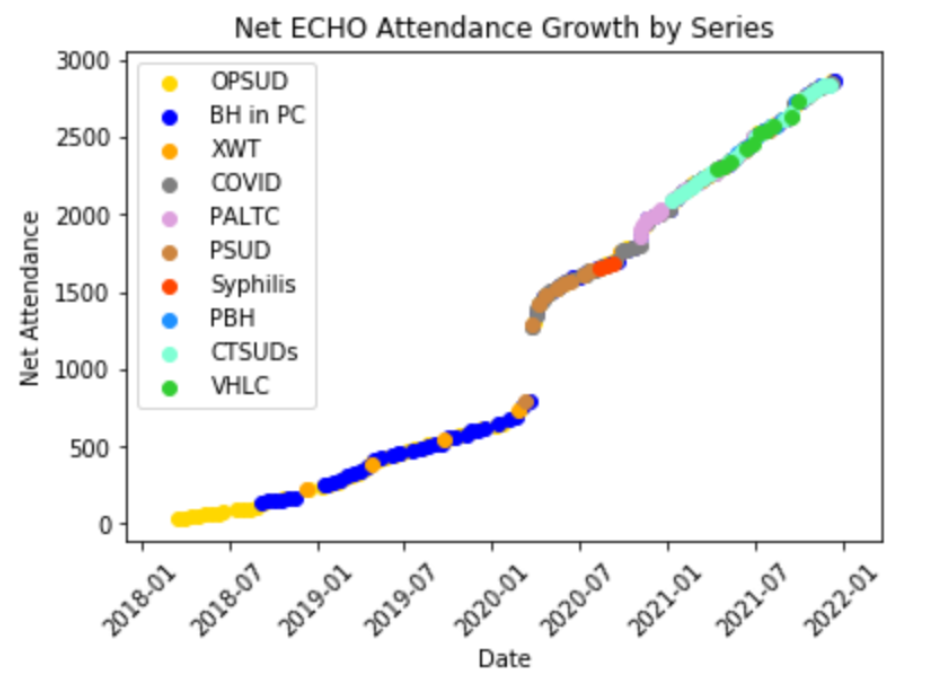 Net ECHO Attendance Growth by Series
3000
2500
2000
1500
1000
500
0
Net Attendance
OPSUD
BH in PC
XWT
COVID
PALTC
PSUD
Syphilis
PBH
CTSUDs
VHLC
2018-01
2018-07
2019-01
2019-07
2020-01
2020-07
2021-01
2021-07
2022-01
Date